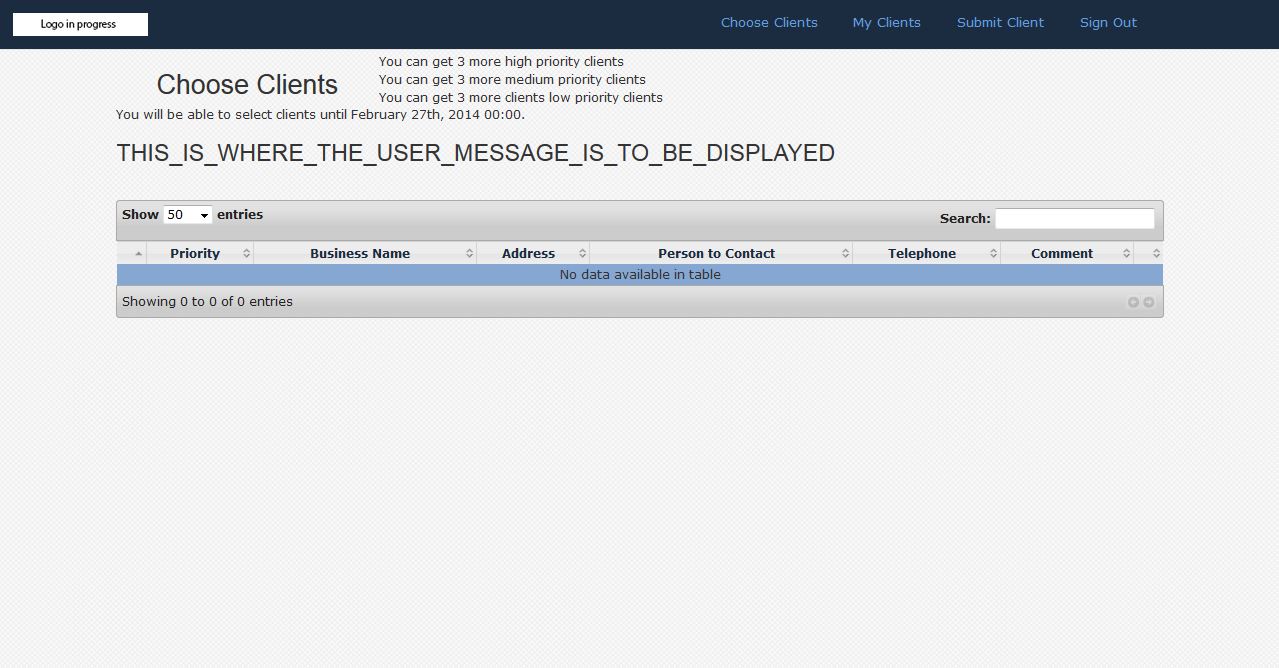 Logo in progress
Choose Clients My Clients Submit Client Sign Out
You can get 3 more high priority clients
Choose Clients
You can get 3 more medium priority clients
You can get 3 more clients low priority clients
You will be able to select clients until February 27th, 2014 00:00.
THIS_IS_WHERE_THE_USER_MESSAGE_IS_TO_BE_DISPLAYED
Show 50 entries
Search:
Priority Business Name Address Person to Contact Telephone Comment
No data available in table
Showing 0 to 0 of 0 entries